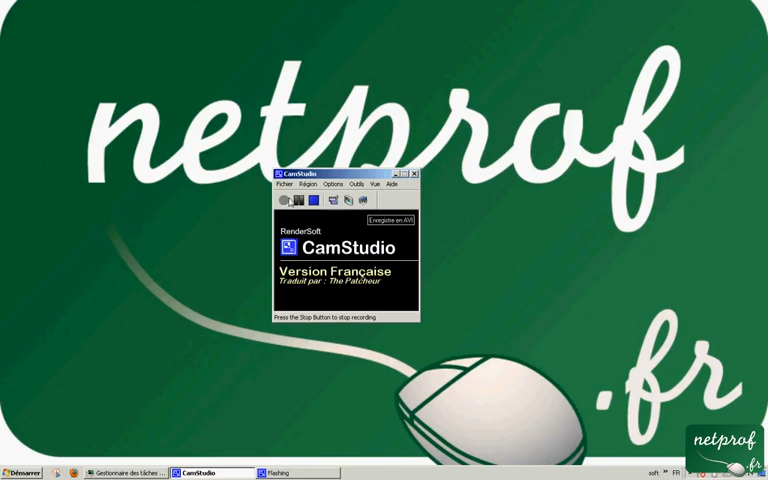 netprof
.fr
CamStudio
Fichier Région Options Outils Vue Aide
Enregistre en AVI
RenderSoft
CamStudio
Version Française
Traduit par : The Patcheur
Press the Stop Button to stop recording
netprof
.fr
Démarrer Gestionnaire des tâches ... CamStudio Flashing soft » FR